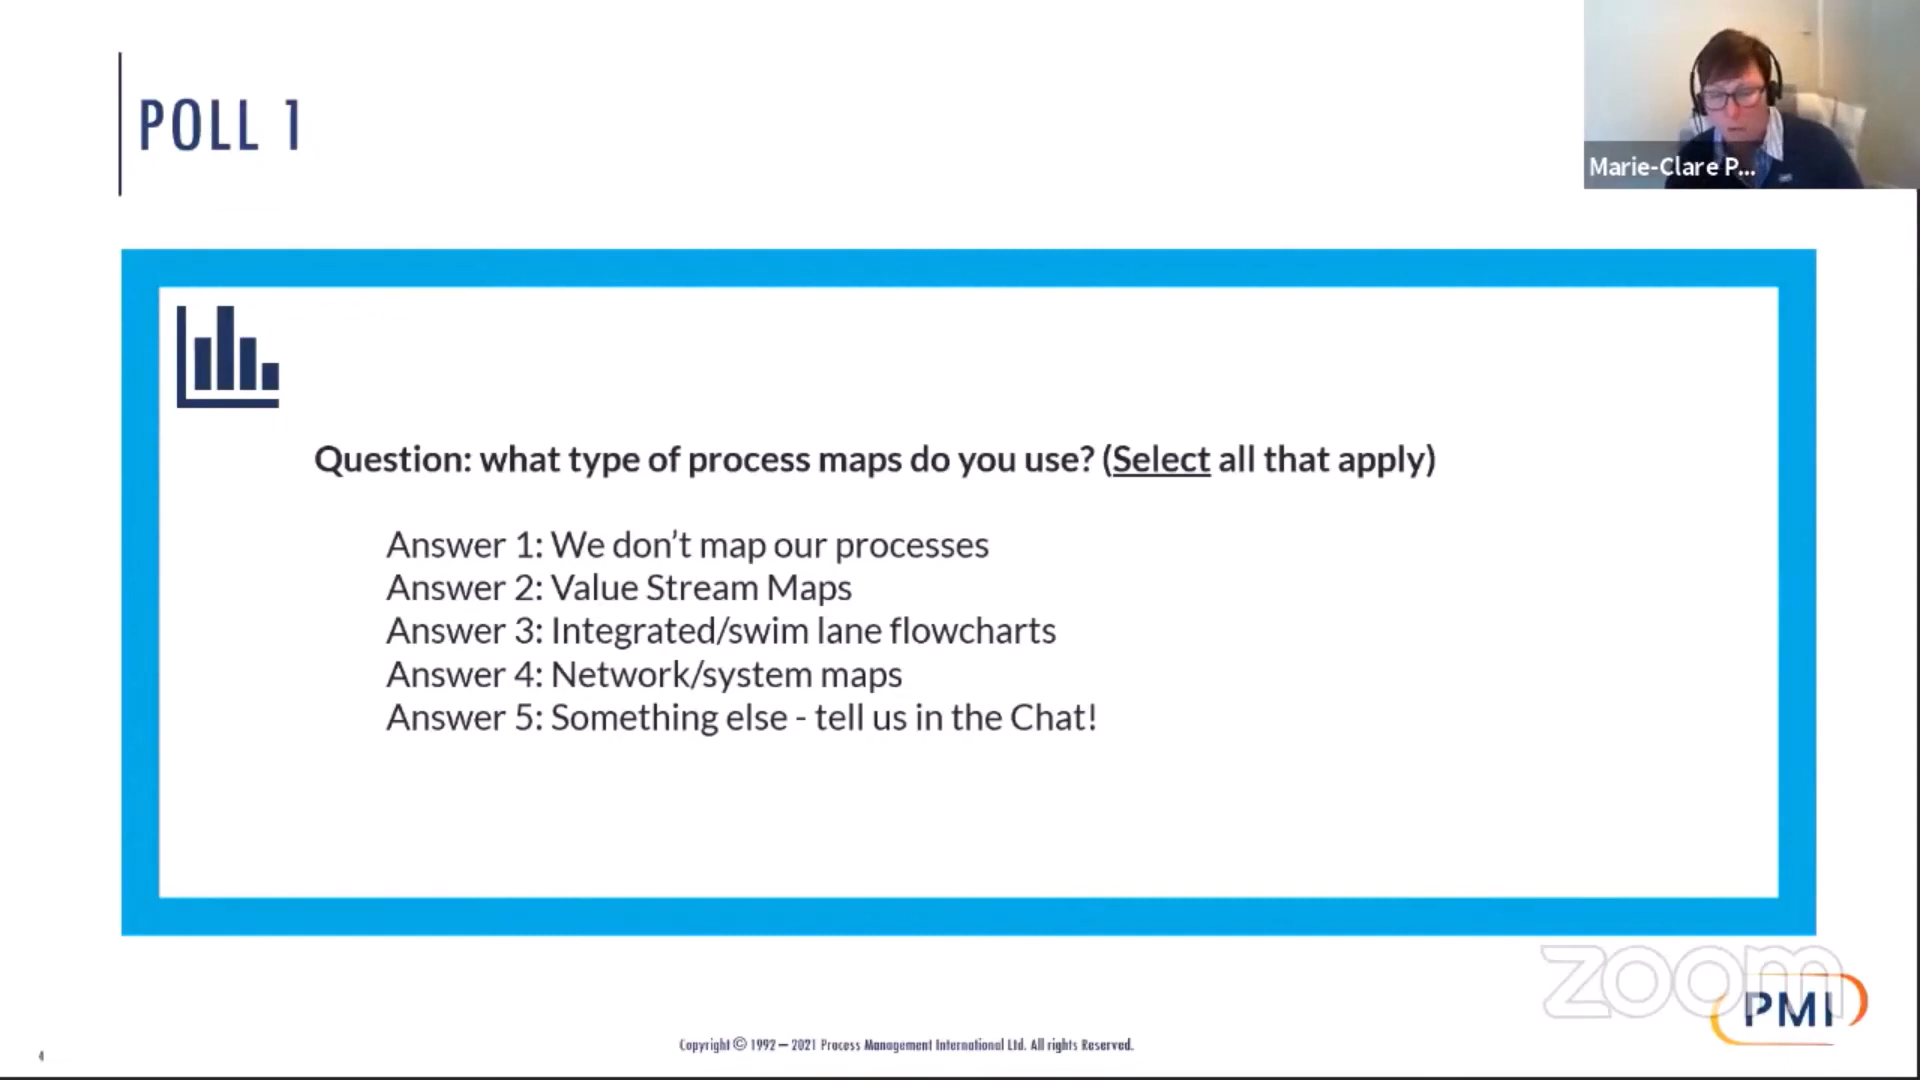 POLL 1
Marie-Clare P...
Question: what type of process maps do you use? (Select all that apply)
Answer 1: We don’t map our processes
Answer 2: Value Stream Maps
Answer 3: Integrated/swim lane flowcharts
Answer 4: Network/system maps
Answer 5: Something else - tell us in the Chat!
zoom
PMI
Copyright © 1992 – 2021 Process Management International Ltd. All rights Reserved.
4